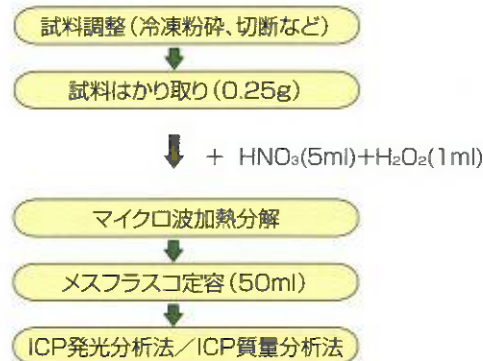 試料調整(冷凍粉砕、切断など)
試料はかり取り(0.25g)
+ HNO₃(5ml)+H₂O₂(1ml)
マイクロ波加熱分解
メスフラスコ定容(50ml)
ICP発光分析法/ICP質量分析法